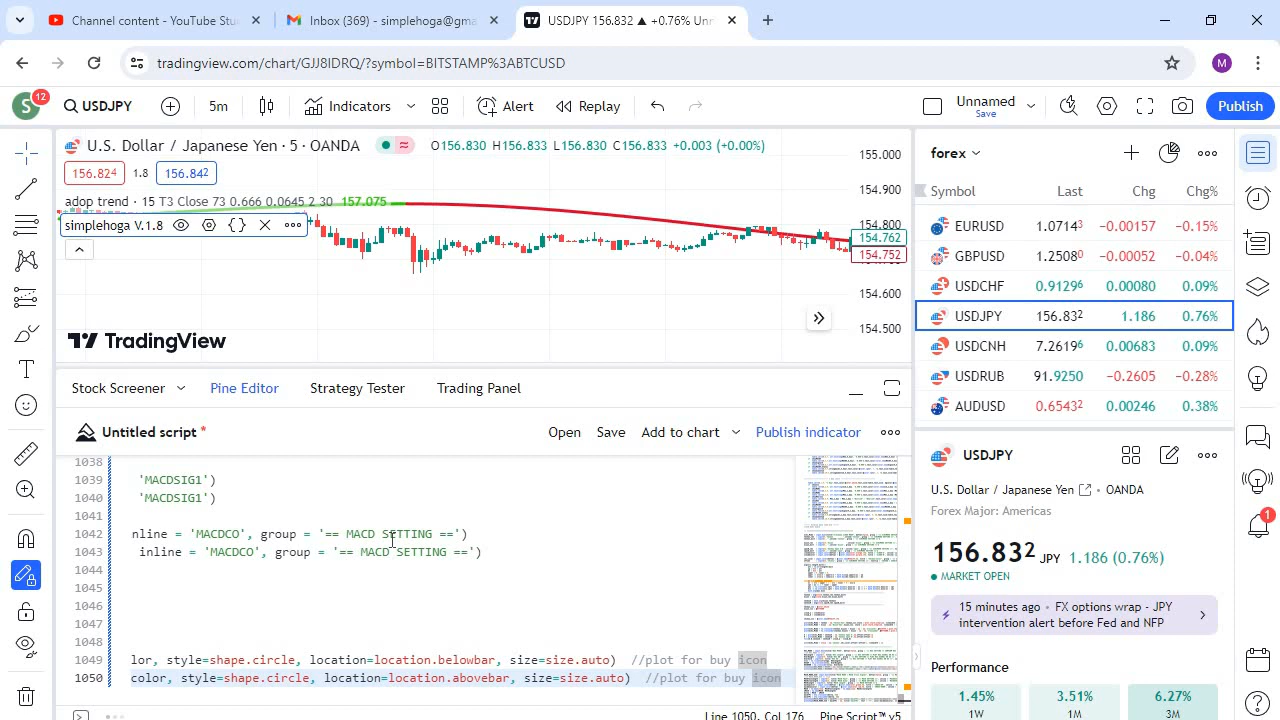 Channel content - YouTube Stu
Inbox (369) - simplehoga@gma
USDJPY 156.832 ▲ +0.76% Unn
tradingview.com/chart/GJJ8IDRQ/?symbol=BITSTAMP%3ABTCUSD
M
S
12
USDJPY
5m
Indicators
Alert
Replay
Unnamed
Save
Publish
U.S. Dollar / Japanese Yen · 5 · OANDA
O156.830 H156.833 L156.830 C156.833 +0.003 (+0.00%)
156.824
1.8
156.842
adop trend · 15 T3 Close 73 0.666 0.0645 2 30 157.075
simplehoga V.1.8
155.000
154.900
154.800
154.762
154.752
154.600
154.500
TradingView
forex
Symbol Last Chg Chg%
EURUSD 1.07143 −0.00157 −0.15%
GBPUSD 1.25080 −0.00052 −0.04%
USDCHF 0.91296 0.00080 0.09%
USDJPY 156.832 1.186 0.76%
USDCNH 7.26196 0.00683 0.09%
USDRUB 91.9250 −0.2605 −0.28%
AUDUSD 0.65432 0.00246 0.38%
Stock Screener
Pine Editor
Strategy Tester
Trading Panel
Untitled script *
Open
Save
Add to chart
Publish indicator
1038
1039 'MACDSIG1')
1040 'MACDSIG1')
1041
1042 nline = 'MACDCO', group = '== MACD SETTING ==')
1043 = 'MACDCO', group = '== MACD SETTING ==')
1044
1045
1046
1047
1048
1049 le=shape.circle, location=location.belowbar, size=size.auto) //plot for buy icon
1050 , style=shape.circle, location=location.abovebar, size=size.auto) //plot for buy icon
Line 1050, Col 176 Pine Script™ v5
USDJPY
U.S. Dollar / Japanese Yen · OANDA
Forex Major: Americas
156.832 JPY 1.186 (0.76%)
MARKET OPEN
15 minutes ago · FX options wrap - JPY
intervention alert before Fed and NFP
1
Performance
1.45% 3.51% 6.27%
1W 1M 3M